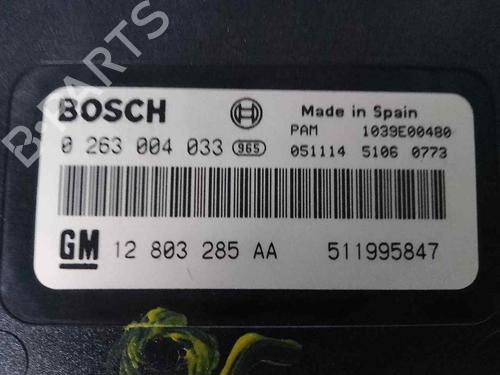 B-PARTS
BOSCH
Made in Spain
PAM 1039E00480
0 263 004 033 965
051114 5106 0773
GM 12 803 285 AA 511995847